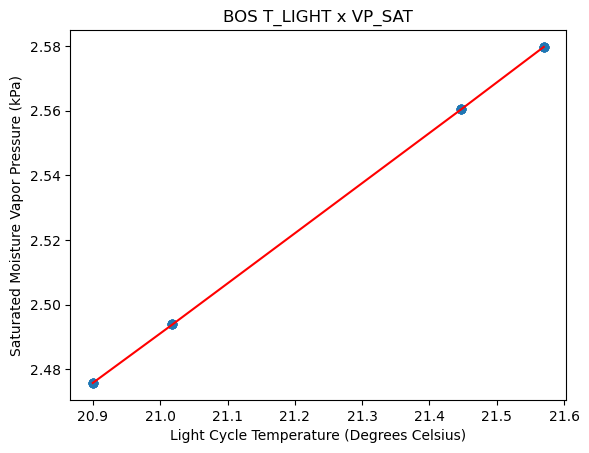 BOS T_LIGHT x VP_SAT
Saturated Moisture Vapor Pressure (kPa)
2.58
2.56
2.54
2.52
2.50
2.48
20.9 21.0 21.1 21.2 21.3 21.4 21.5 21.6
Light Cycle Temperature (Degrees Celsius)